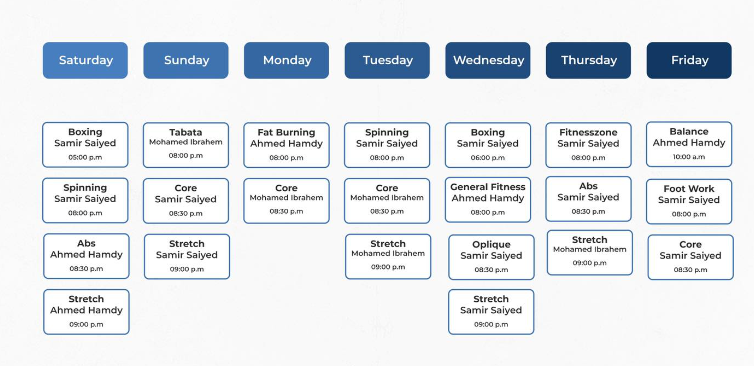 Saturday
Sunday
Monday
Tuesday
Wednesday
Thursday
Friday
Boxing
Samir Saiyed
05:00 p.m
Tabata
Mohamed Ibrahem
08:00 p.m
Fat Burning
Ahmed Hamdy
08:00 p.m
Spinning
Samir Saiyed
08:00 p.m
Boxing
Samir Saiyed
06:00 p.m
Fitnesszone
Samir Saiyed
08:00 p.m
Balance
Ahmed Hamdy
10:00 a.m
Spinning
Samir Saiyed
08:00 p.m
Core
Samir Saiyed
08:30 p.m
Core
Mohamed Ibrahem
08:30 p.m
Core
Mohamed Ibrahem
08:30 p.m
General Fitness
Ahmed Hamdy
08:00 p.m
Abs
Samir Saiyed
08:30 p.m
Foot Work
Samir Saiyed
08:00 p.m
Abs
Ahmed Hamdy
08:30 p.m
Stretch
Samir Saiyed
09:00 p.m
Stretch
Mohamed Ibrahem
09:00 p.m
Oplique
Samir Saiyed
08:30 p.m
Stretch
Mohamed Ibrahem
09:00 p.m
Core
Samir Saiyed
08:30 p.m
Stretch
Ahmed Hamdy
09:00 p.m
Stretch
Samir Saiyed
09:00 p.m